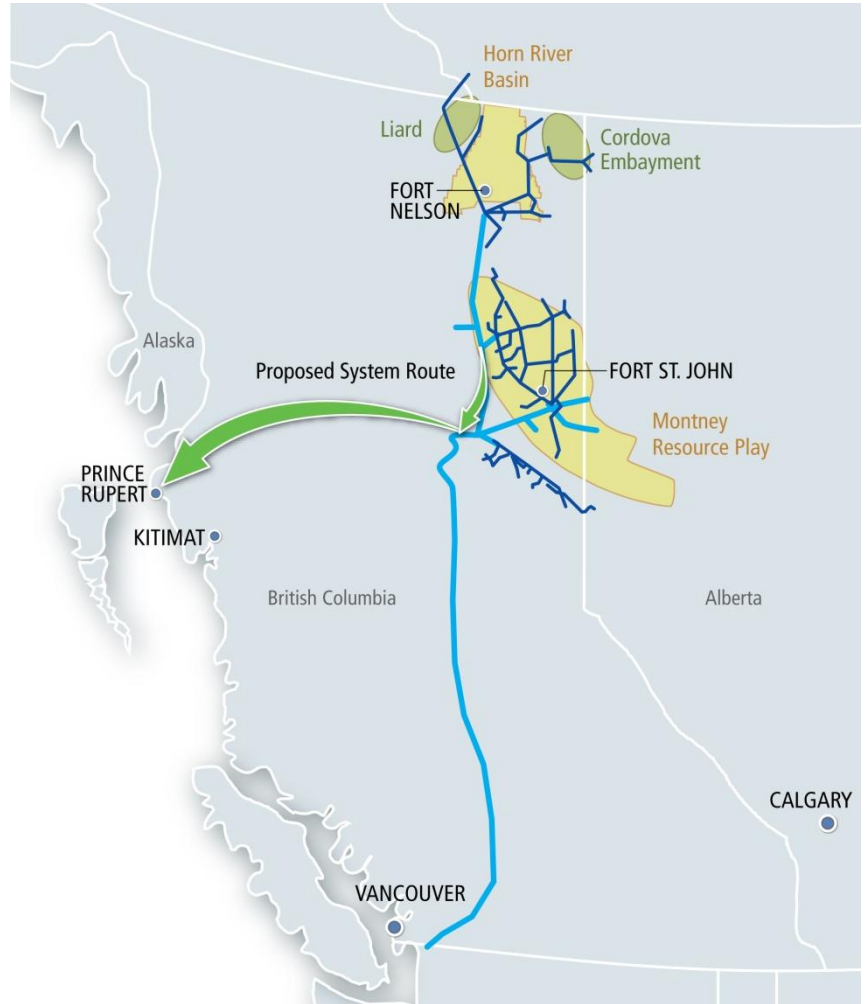 Horn River
Basin
Liard
Cordova
Embayment
FORT
NELSON
Alaska
Proposed System Route
FORT ST. JOHN
Montney
Resource Play
PRINCE
RUPERT
KITIMAT
British Columbia
Alberta
CALGARY
VANCOUVER